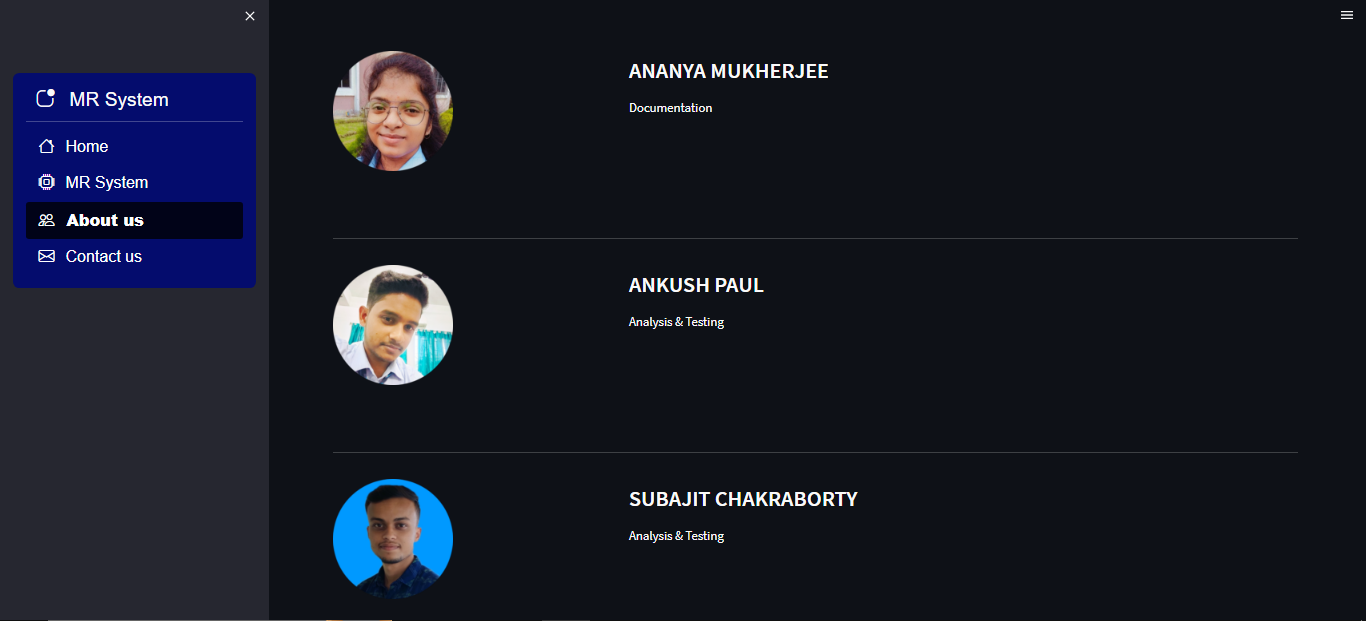 MR System
Home
MR System
About us
Contact us
ANANYA MUKHERJEE
Documentation
ANKUSH PAUL
Analysis & Testing
SUBAJIT CHAKRABORTY
Analysis & Testing